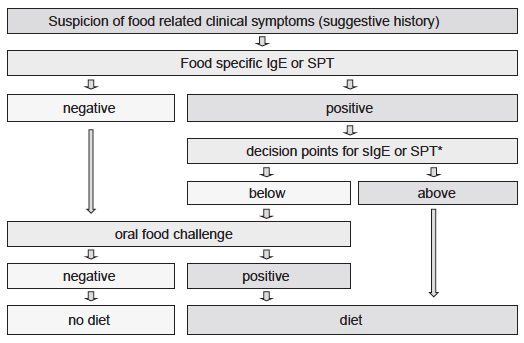 Suspicion of food related clinical symptoms (suggestive history)
Food specific IgE or SPT
negative
positive
decision points for sIgE or SPT*
below
above
oral food challenge
negative
positive
no diet
diet